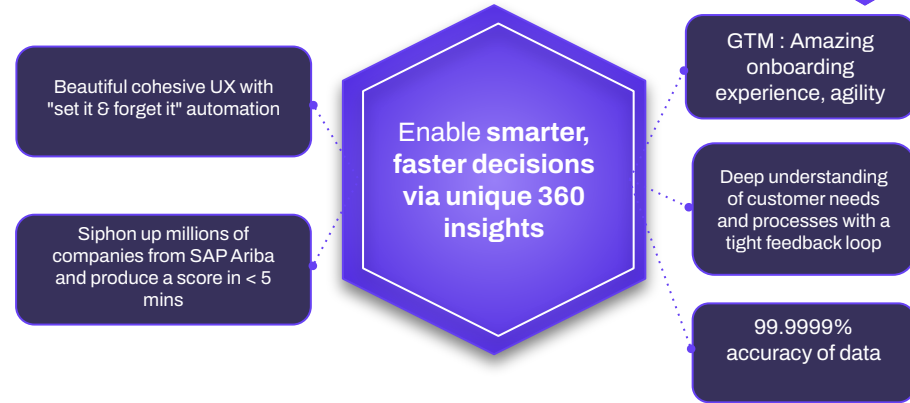 Beautiful cohesive UX with
"set it & forget it" automation
Siphon up millions of
companies from SAP Ariba
and produce a score in < 5
mins
Enable smarter,
faster decisions
via unique 360
insights
GTM : Amazing
onboarding
experience, agility
Deep understanding
of customer needs
and processes with a
tight feedback loop
99.9999%
accuracy of data